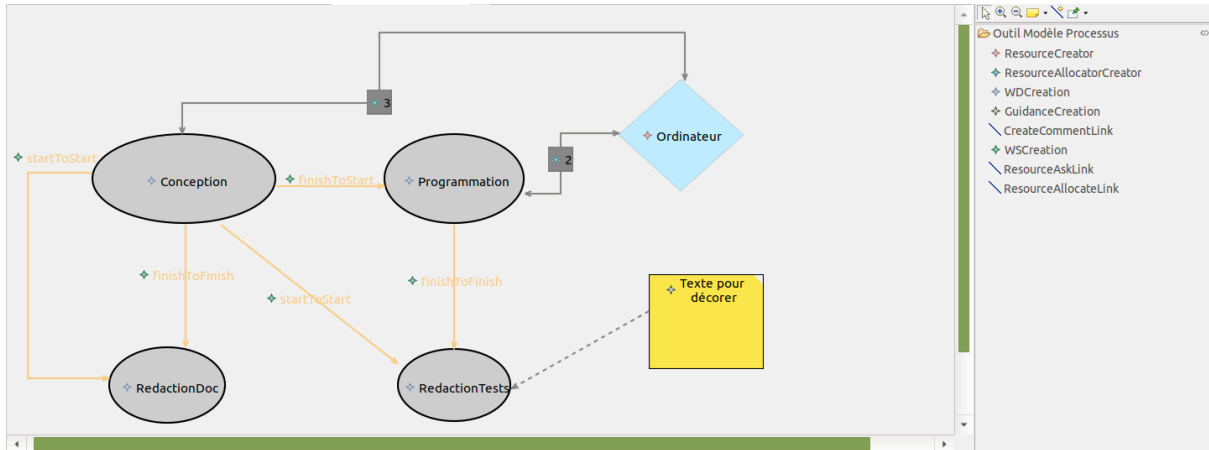 3
Ordinateur
2
startToStart
Conception
finishToStart
Programmation
finishToFinish
startToStart
finishToFinish
Texte pour
décorer
RedactionDoc
RedactionTests
Outil Modèle Processus
ResourceCreator
ResourceAllocatorCreator
WDCreation
GuidanceCreation
CreateCommentLink
WSCreation
ResourceAskLink
ResourceAllocateLink